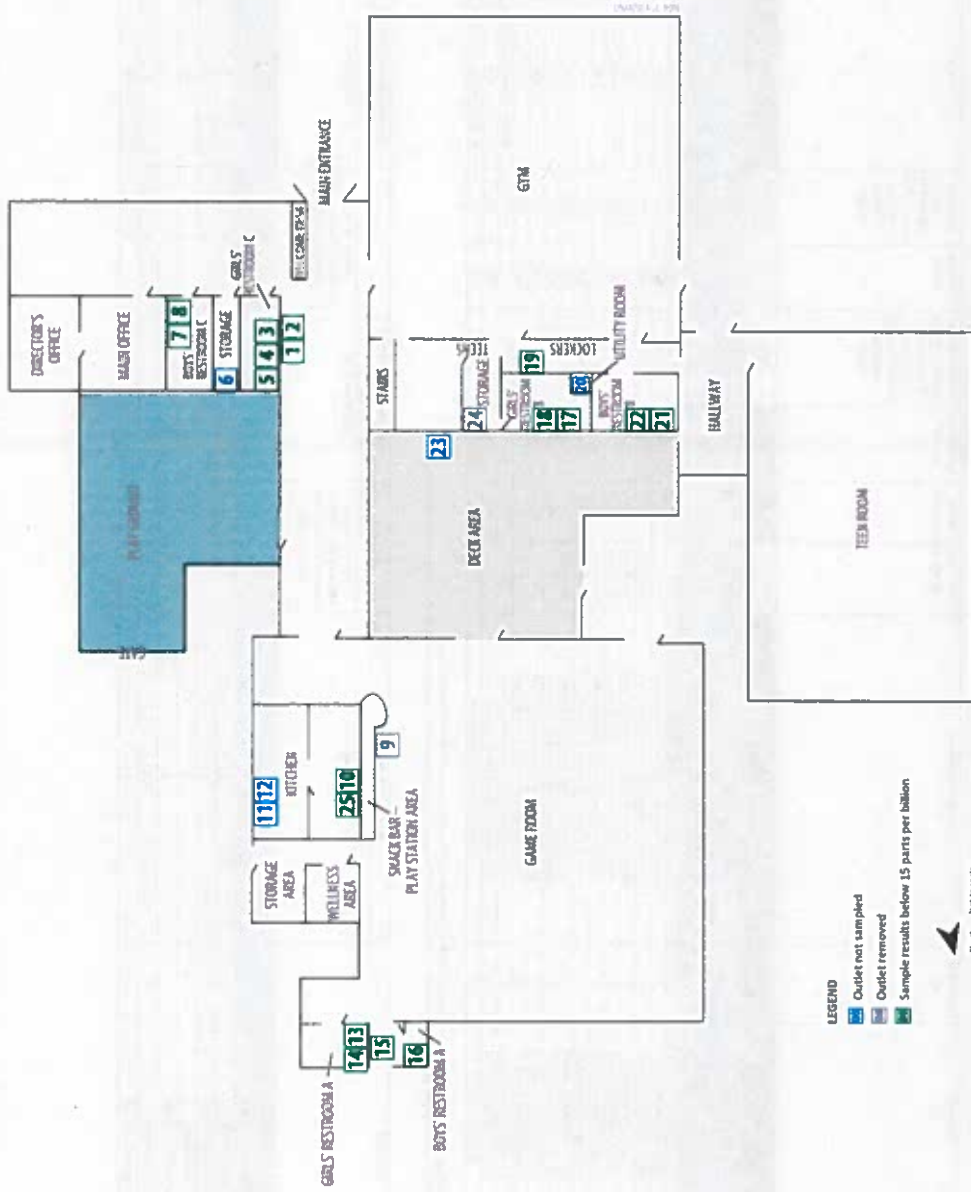 MAIN ENTRANCE
DIRECTOR'S
OFFICE
MAIN OFFICE
7 8
BOYS'
RESTROOM C
STORAGE
6
GIRLS'
RESTROOM C
5 4 3
1 2
GYM
STAIRS
TEENS
LOCKERS
UTILITY ROOM
STORAGE
24
23
19
GIRLS'
RESTROOM
18
17
20
BOYS'
RESTROOM
22
21
HALLWAY
DECK AREA
TEEN ROOM
GATE
KITCHEN
11 12
25 10
9
SNACK BAR –
PLAY STATION AREA
STORAGE
AREA
WELLNESS
AREA
GAME ROOM
14 13
15
16
GIRLS' RESTROOM A
BOYS' RESTROOM A
LEGEND
Outlet not sampled
Outlet removed
Sample results below 15 parts per billion